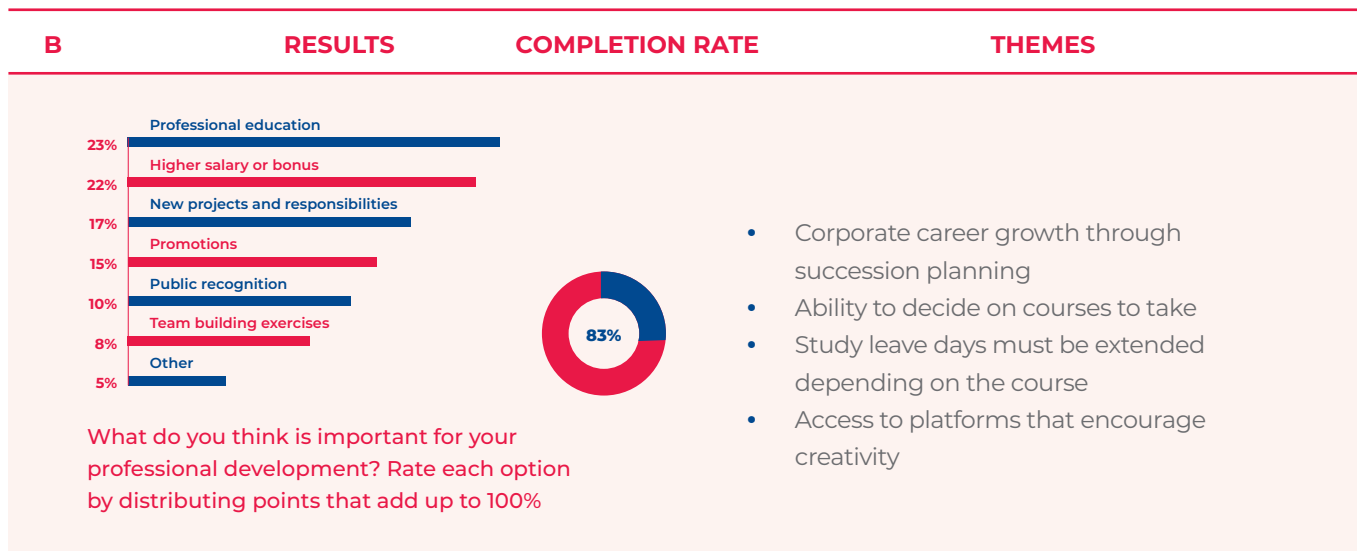 B RESULTS COMPLETION RATE THEMES
Professional education
23%
Higher salary or bonus
22%
New projects and responsibilities
17%
Promotions
15%
Public recognition
10%
Team building exercises
8%
Other
5%
What do you think is important for your
professional development? Rate each option
by distributing points that add up to 100%
83%
• Corporate career growth through
succession planning
• Ability to decide on courses to take
• Study leave days must be extended
depending on the course
• Access to platforms that encourage
creativity